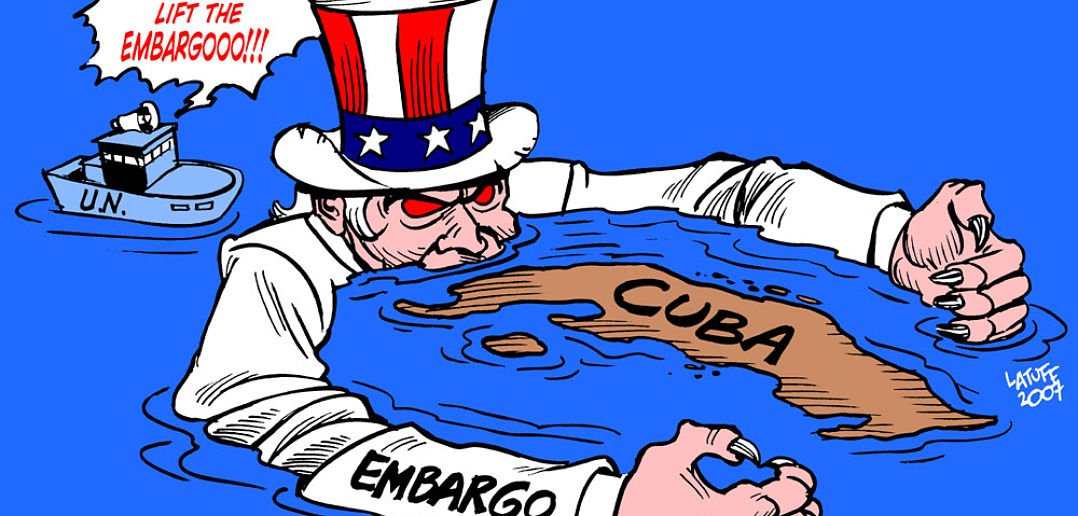 LIFT THE
EMBARGOOO!!!
U.N.
CUBA
EMBARGO
LATUFF
2007